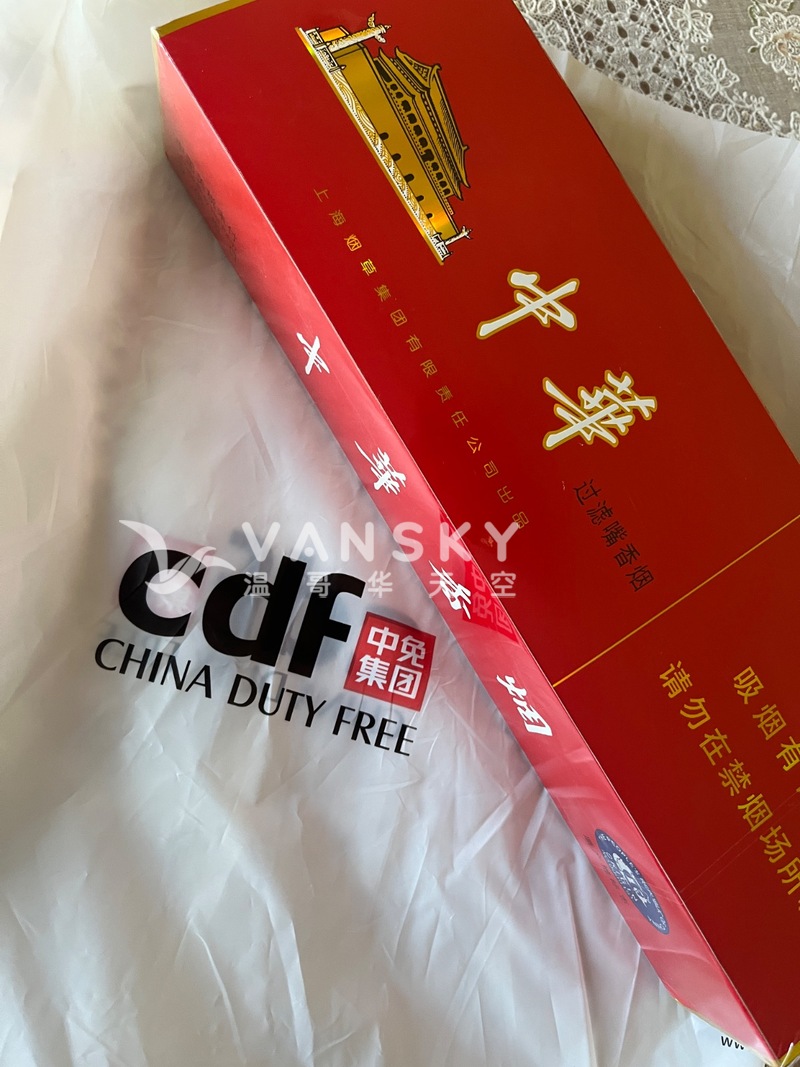 中華
过滤嘴香烟
上海烟草集团有限责任公司出品
中華香烟
吸烟有
请勿在禁烟场所
VANSKY
温哥华天空
cdf
中免
集团
CHINA DUTY FREE